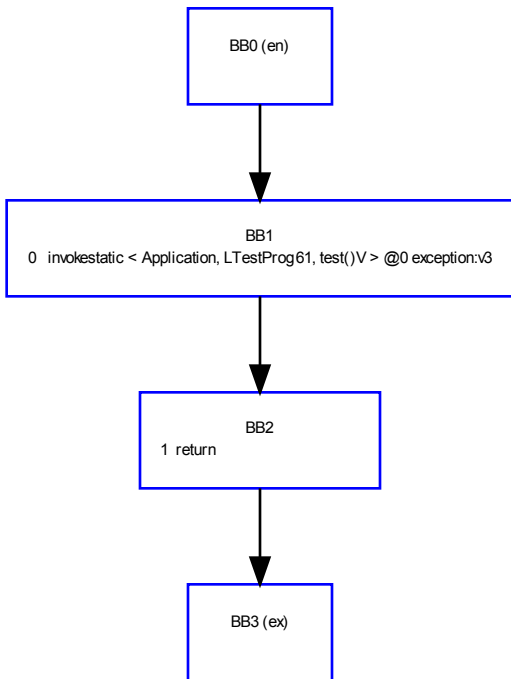 BB0 (en)
BB1
0 invokestatic < Application, LTestProg61, test()V > @0 exception:v3
BB2
1 return
BB3 (ex)